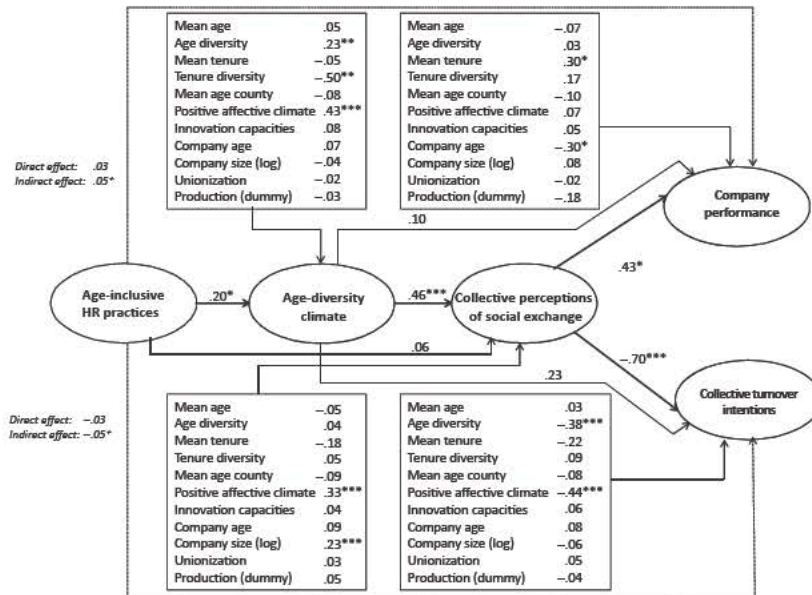 Mean age .05
Age diversity .23**
Mean tenure –.05
Tenure diversity –.50**
Mean age county –.08
Positive affective climate .43***
Innovation capacities .08
Company age .07
Company size (log) –.04
Unionization –.02
Production (dummy) –.03
Mean age –.07
Age diversity .03
Mean tenure .30*
Tenure diversity .17
Mean age county –.10
Positive affective climate .07
Innovation capacities .05
Company age –.30*
Company size (log) .08
Unionization –.02
Production (dummy) –.18
Direct effect: .03
Indirect effect: .05*
.10
Company
performance
.43*
Age-inclusive
HR practices
.20*
Age-diversity
climate
.46***
Collective perceptions
of social exchange
.06
–.70***
.23
Collective turnover
intentions
Direct effect: –.03
Indirect effect: –.05*
Mean age –.05
Age diversity .04
Mean tenure –.18
Tenure diversity .05
Mean age county –.09
Positive affective climate .33***
Innovation capacities .04
Company age .09
Company size (log) .23***
Unionization .03
Production (dummy) .05
Mean age .03
Age diversity –.38***
Mean tenure –.22
Tenure diversity .09
Mean age county –.08
Positive affective climate –.44***
Innovation capacities .06
Company age .08
Company size (log) –.06
Unionization .05
Production (dummy) –.04